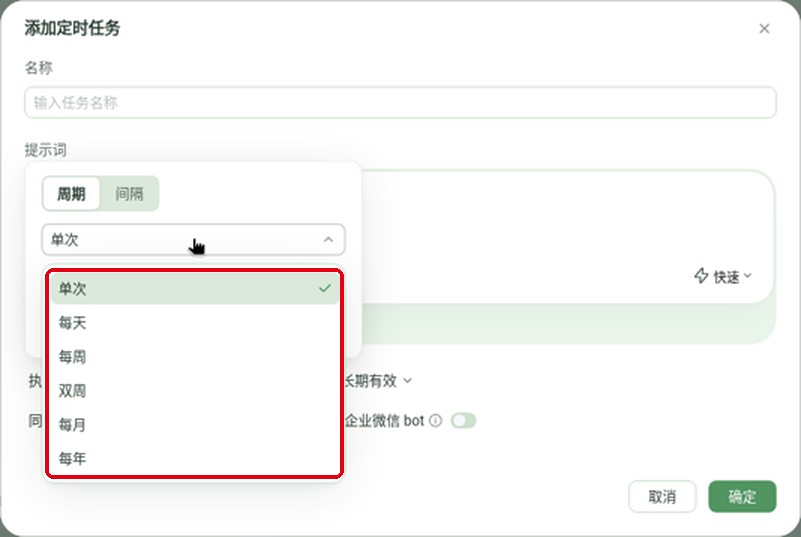 添加定时任务
名称
输入任务名称
提示词
周期 间隔
单次
快速
单次
每天
每周
双周
每月
每年
执 长期有效
同 企业微信 bot
取消 确定